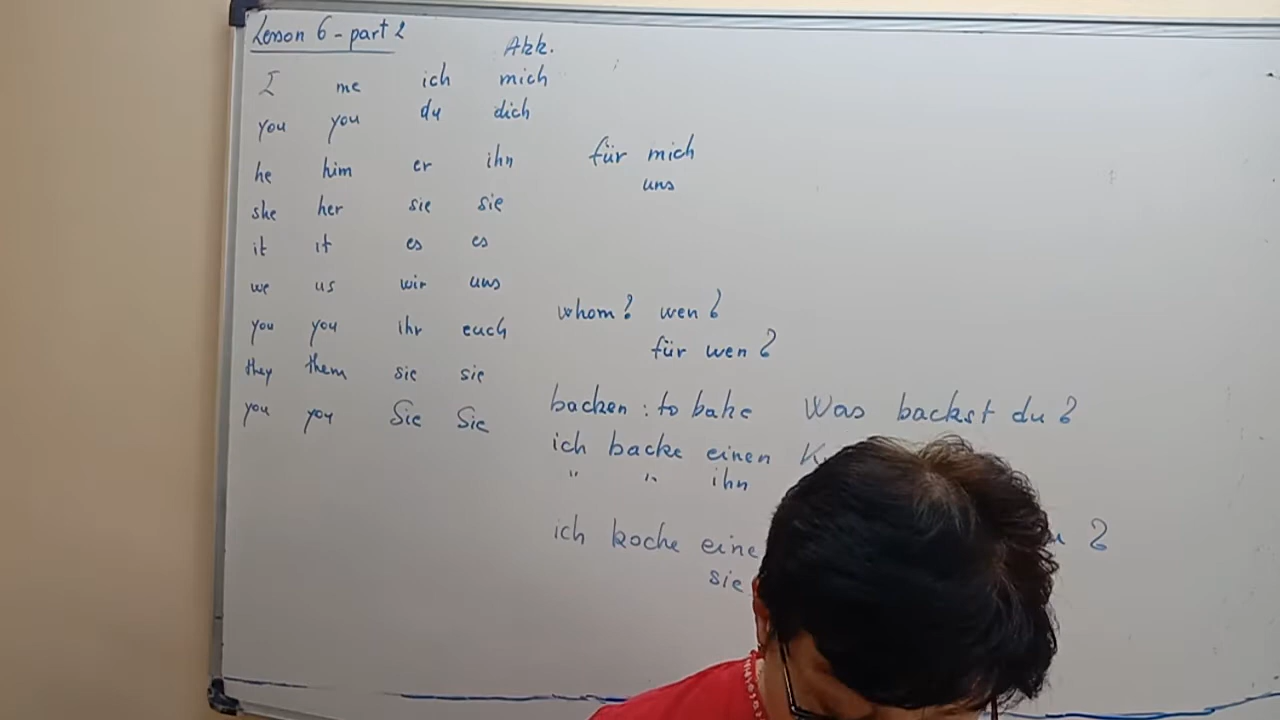 Lesson 6 - part 2
Akk.
I me ich mich
you you du dich
he him er ihn
für mich
uns
she her sie sie
it it es es
we us wir uns
whom? wen?
you you ihr euch
für wen?
they them sie sie
you you Sie Sie
backen : to bake Was backst du?
ich backe einen
" " ihn
ich koche eine ?
sie